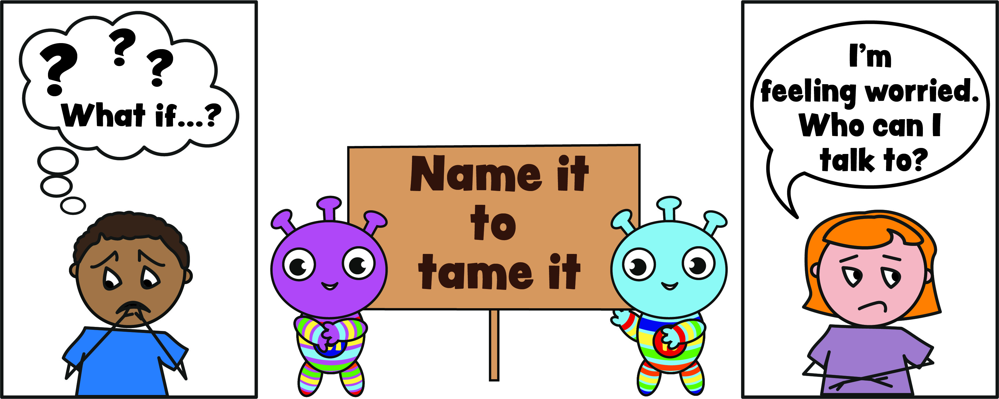 ? ? ?
What if...?
Name it
to
tame it
I'm
feeling worried.
Who can I
talk to?